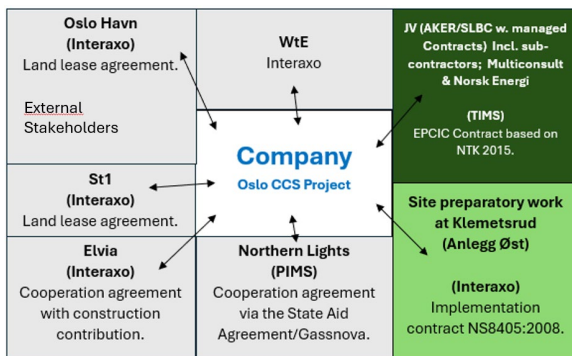 Oslo Havn
(Interaxo)
Land lease agreement.
External
Stakeholders
WtE
Interaxo
JV (AKER/SLBC w. managed
Contracts) Incl. sub-
contractors; Multiconsult
& Norsk Energi
(TIMS)
EPCIC Contract based on
NTK 2015.
Company
Oslo CCS Project
St1
(Interaxo)
Land lease agreement.
Site preparatory work
at Klemetsrud
(Anlegg Øst)
(Interaxo)
Implementation
contract NS8405:2008.
Elvia
(Interaxo)
Cooperation agreement
with construction
contribution.
Northern Lights
(PIMS)
Cooperation agreement
via the State Aid
Agreement/Gassnova.